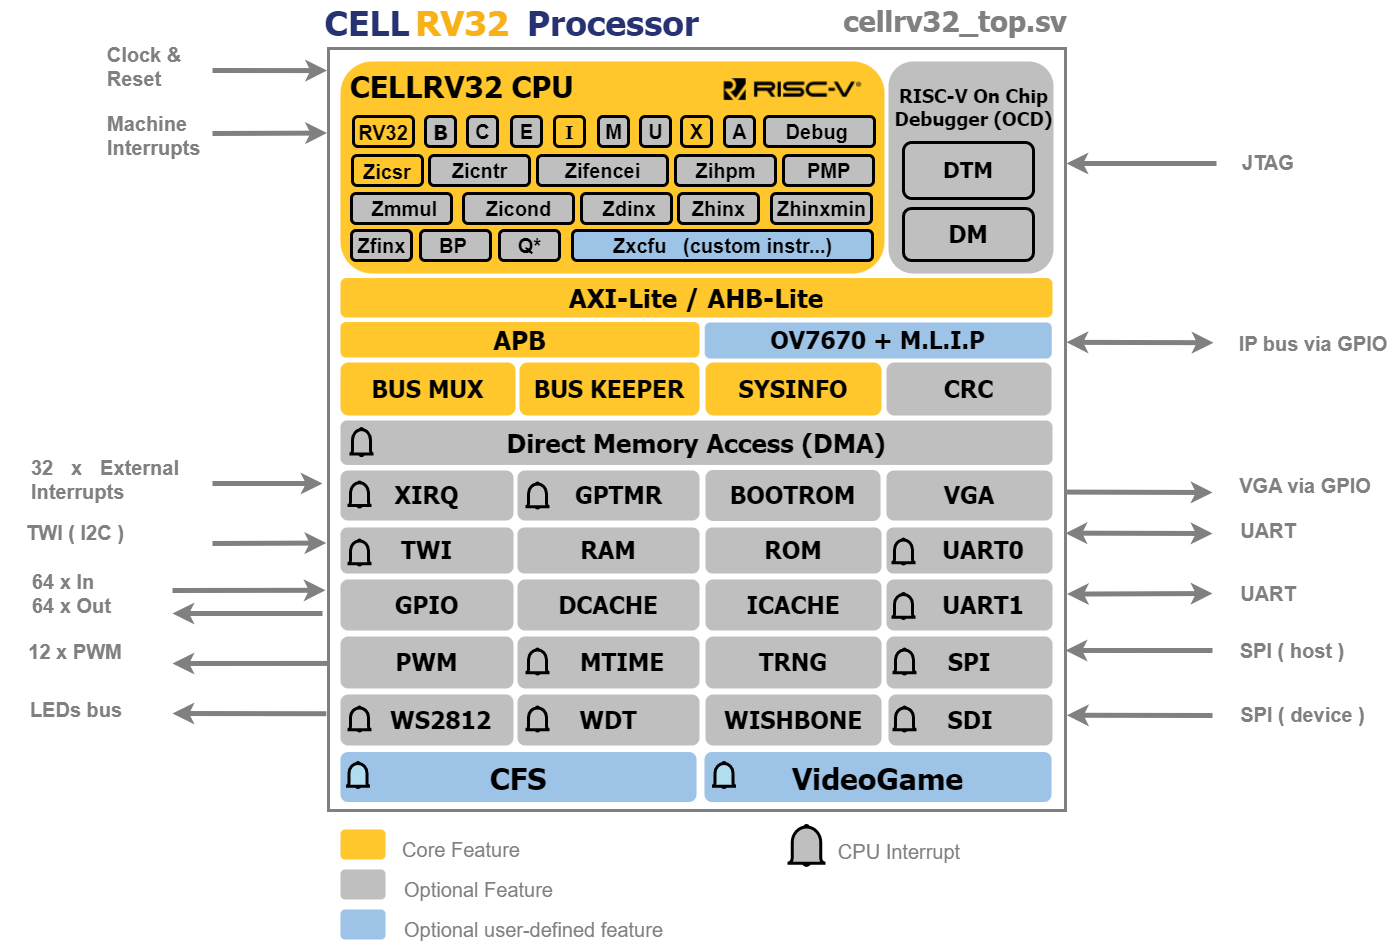 CELL RV32 Processor
cellrv32_top.sv
Clock &
Reset
Machine
Interrupts
CELLRV32 CPU
RISC-V
RV32 B C E I M U X A Debug
Zicsr Zicntr Zifencei Zihpm PMP
Zmmul Zicond Zdinx Zhinx Zhinxmin
Zfinx BP Q* Zxcfu (custom instr...)
RISC-V On Chip
Debugger (OCD)
DTM
DM
JTAG
AXI-Lite / AHB-Lite
APB OV7670 + M.L.I.P
IP bus via GPIO
BUS MUX BUS KEEPER SYSINFO CRC
Direct Memory Access (DMA)
32 x External
Interrupts
XIRQ GPTMR BOOTROM VGA
VGA via GPIO
TWI ( I2C )
TWI RAM ROM UART0
UART
64 x In
64 x Out
GPIO DCACHE ICACHE UART1
UART
12 x PWM
PWM MTIME TRNG SPI
SPI ( host )
LEDs bus
WS2812 WDT WISHBONE SDI
SPI ( device )
CFS VideoGame
Core Feature
Optional Feature
Optional user-defined feature
CPU Interrupt